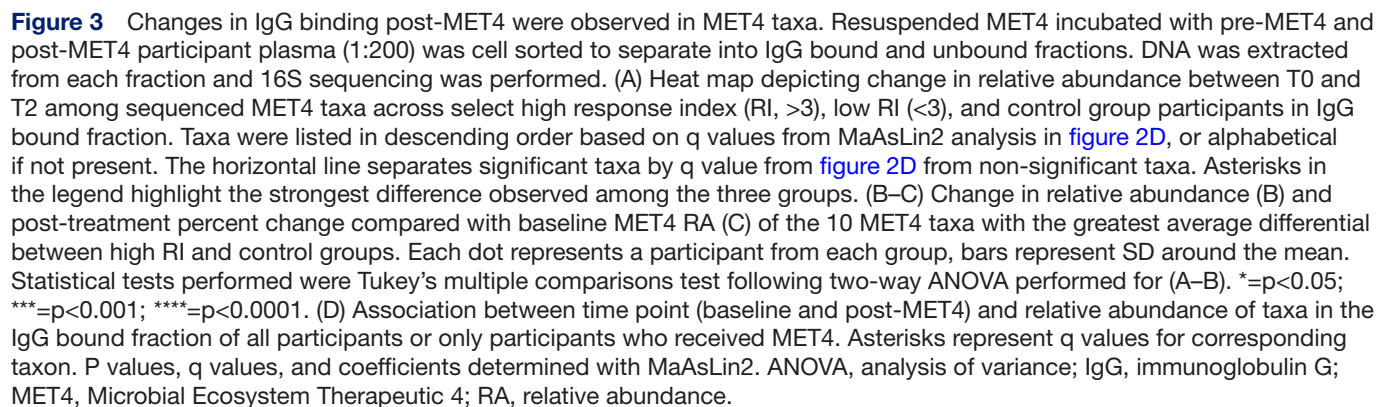 Figure 3 Changes in IgG binding post-MET4 were observed in MET4 taxa. Resuspended MET4 incubated with pre-MET4 and
post-MET4 participant plasma (1:200) was cell sorted to separate into IgG bound and unbound fractions. DNA was extracted
from each fraction and 16S sequencing was performed. (A) Heat map depicting change in relative abundance between T0 and
T2 among sequenced MET4 taxa across select high response index (RI, >3), low RI (<3), and control group participants in IgG
bound fraction. Taxa were listed in descending order based on q values from MaAsLin2 analysis in figure 2D, or alphabetical
if not present. The horizontal line separates significant taxa by q value from figure 2D from non-significant taxa. Asterisks in
the legend highlight the strongest difference observed among the three groups. (B–C) Change in relative abundance (B) and
post-treatment percent change compared with baseline MET4 RA (C) of the 10 MET4 taxa with the greatest average differential
between high RI and control groups. Each dot represents a participant from each group, bars represent SD around the mean.
Statistical tests performed were Tukey's multiple comparisons test following two-way ANOVA performed for (A–B). *=p<0.05;
***=p<0.001; ****=p<0.0001. (D) Association between time point (baseline and post-MET4) and relative abundance of taxa in the
IgG bound fraction of all participants or only participants who received MET4. Asterisks represent q values for corresponding
taxon. P values, q values, and coefficients determined with MaAsLin2. ANOVA, analysis of variance; IgG, immunoglobulin G;
MET4, Microbial Ecosystem Therapeutic 4; RA, relative abundance.